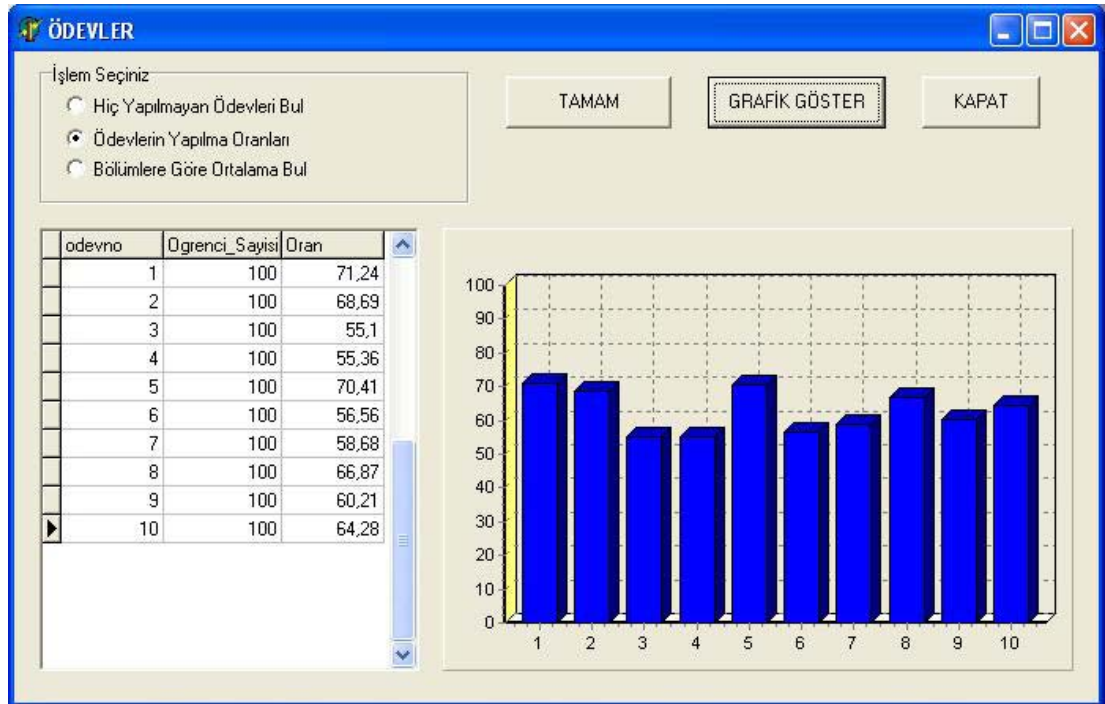 ÖDEVLER
İşlem Seçiniz
Hiç Yapılmayan Ödevleri Bul
Ödevlerin Yapılma Oranları
Bölümlere Göre Ortalama Bul
TAMAM
GRAFİK GÖSTER
KAPAT
odevno Ogrenci_Sayisi Oran
1 100 71,24
2 100 68,69
3 100 55,1
4 100 55,36
5 100 70,41
6 100 56,56
7 100 58,68
8 100 66,87
9 100 60,21
10 100 64,28
100
90
80
70
60
50
40
30
20
10
0
1 2 3 4 5 6 7 8 9 10